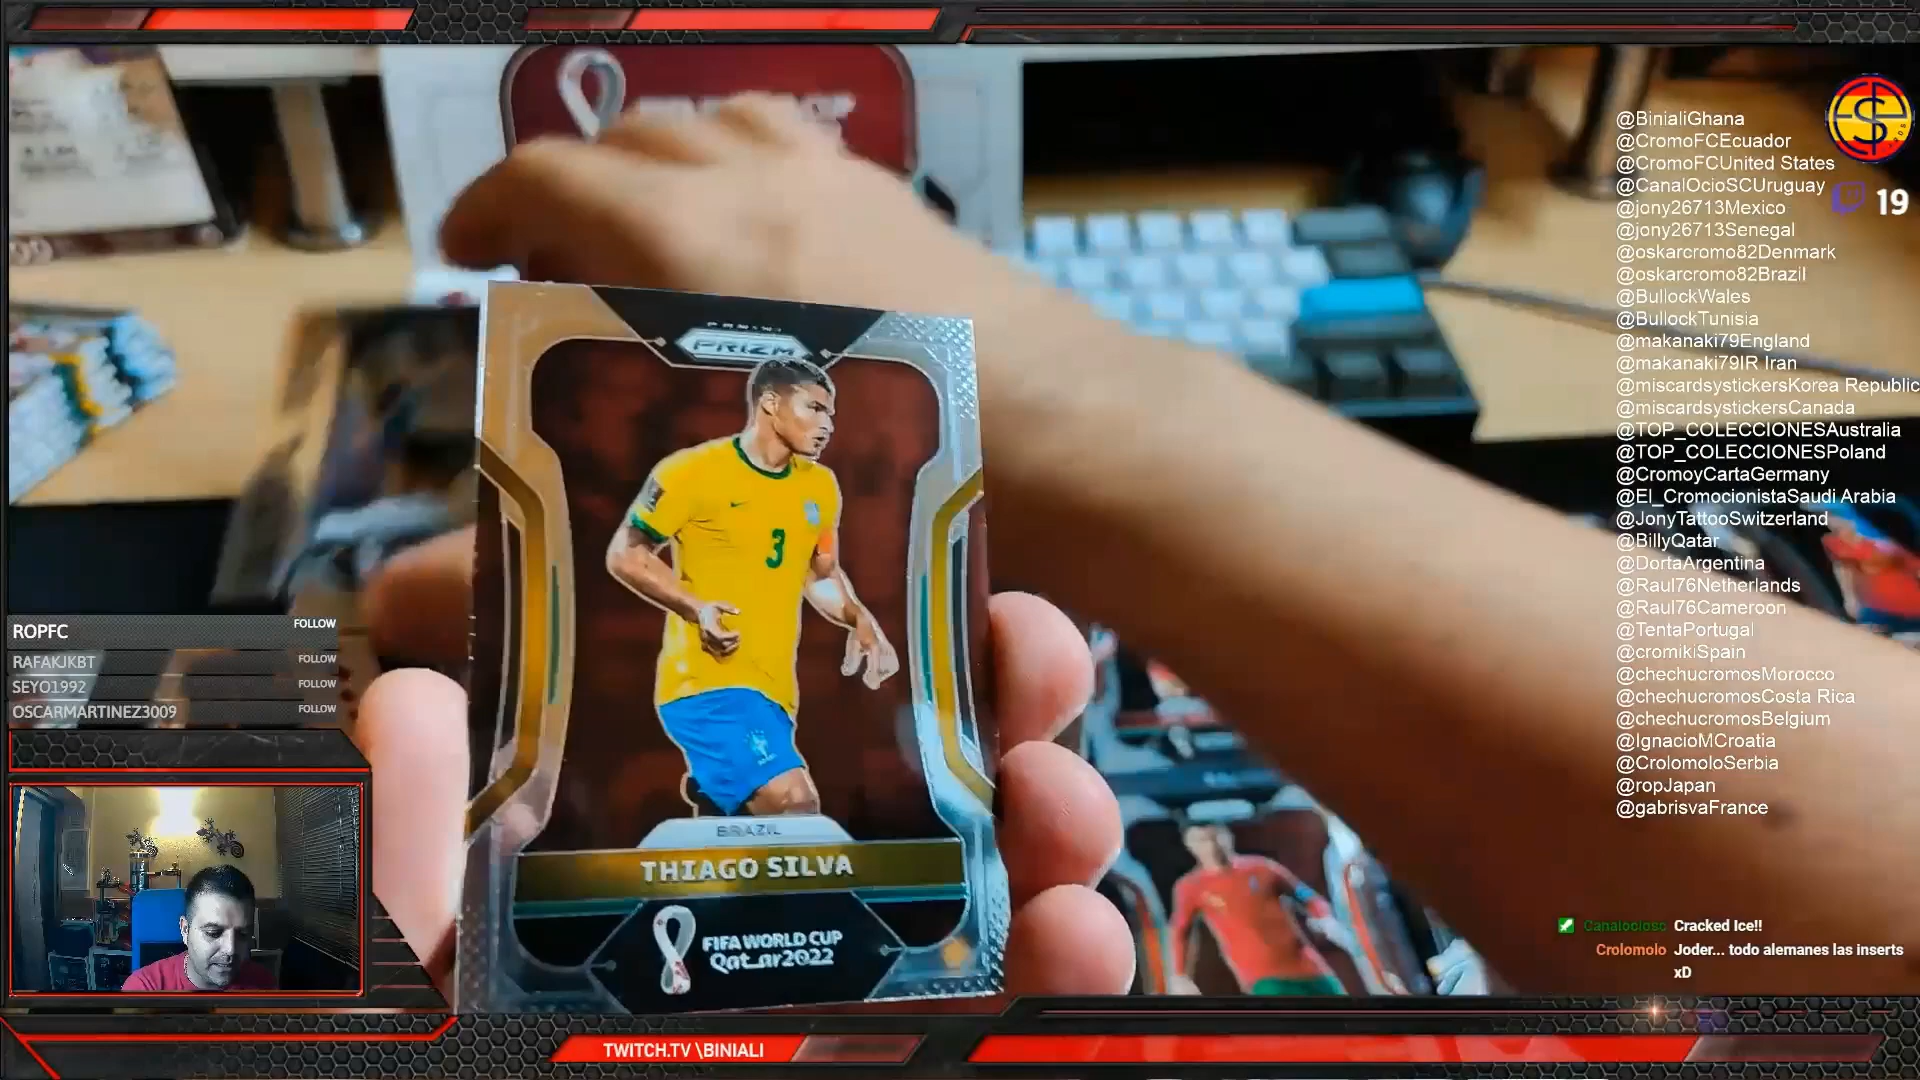 PANINI
PRIZM
3
BRAZIL
THIAGO SILVA
FIFA WORLD CUP
Qatar2022
@BinialiGhana
@CromoFCEcuador
@CromoFCUnited States
@CanalOcioSCUruguay
@jony26713Mexico
@jony26713Senegal
@oskarcromo82Denmark
@oskarcromo82Brazil
@BullockWales
@BullockTunisia
@makanaki79England
@makanaki79IR Iran
@miscardsystickersKorea Republic
@miscardsystickersCanada
@TOP_COLECCIONESAustralia
@TOP_COLECCIONESPoland
@CromoyCartaGermany
@El_CromocionistaSaudi Arabia
@JonyTattooSwitzerland
@BillyQatar
@DortaArgentina
@Raul76Netherlands
@Raul76Cameroon
@TentaPortugal
@cromikiSpain
@chechucromosMorocco
@chechucromosCosta Rica
@chechucromosBelgium
@IgnacioMCroatia
@CrolomoloSerbia
@ropJapan
@gabrisvaFrance
19
ROPFC FOLLOW
RAFAKJKBT FOLLOW
SEYO1992 FOLLOW
OSCARMARTINEZ3009 FOLLOW
Canalociosc Cracked Ice!!
Crolomolo Joder... todo alemanes las inserts
xD
TWITCH.TV \BINIALI